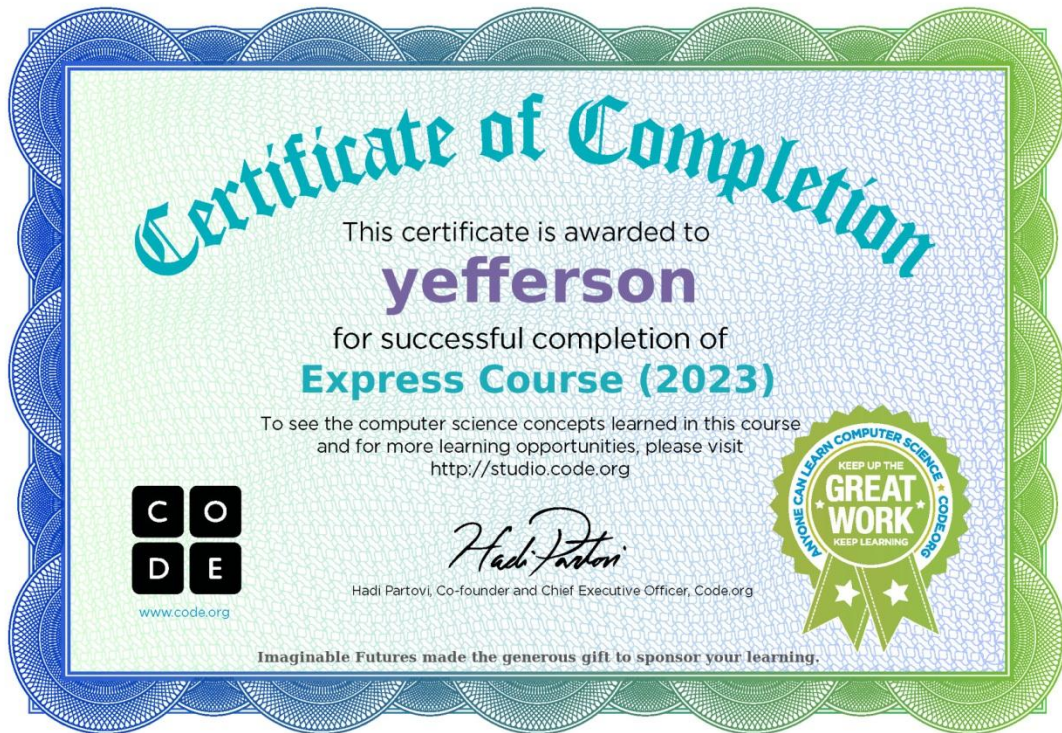 Certificate of Completion
This certificate is awarded to
yefferson
for successful completion of
Express Course (2023)
To see the computer science concepts learned in this course
and for more learning opportunities, please visit
http://studio.code.org
C O
D E
www.code.org
Hadi Partovi
Hadi Partovi, Co-founder and Chief Executive Officer, Code.org
ANYONE CAN LEARN COMPUTER SCIENCE ★ CODE.ORG
KEEP UP THE
GREAT
WORK
KEEP LEARNING
Imaginable Futures made the generous gift to sponsor your learning.